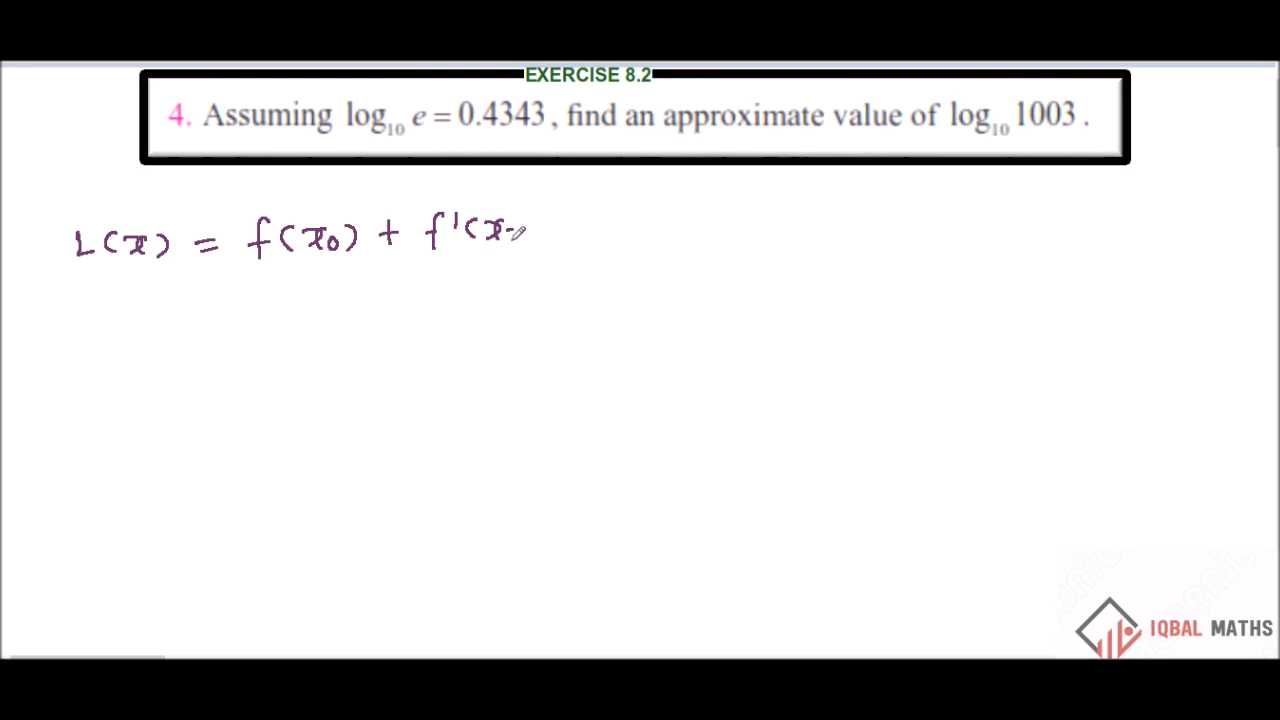 EXERCISE 8.2
4. Assuming log₁₀ e = 0.4343, find an approximate value of log₁₀ 1003.
L(x) = f(x₀) + f'(x-
IQBAL MATHS